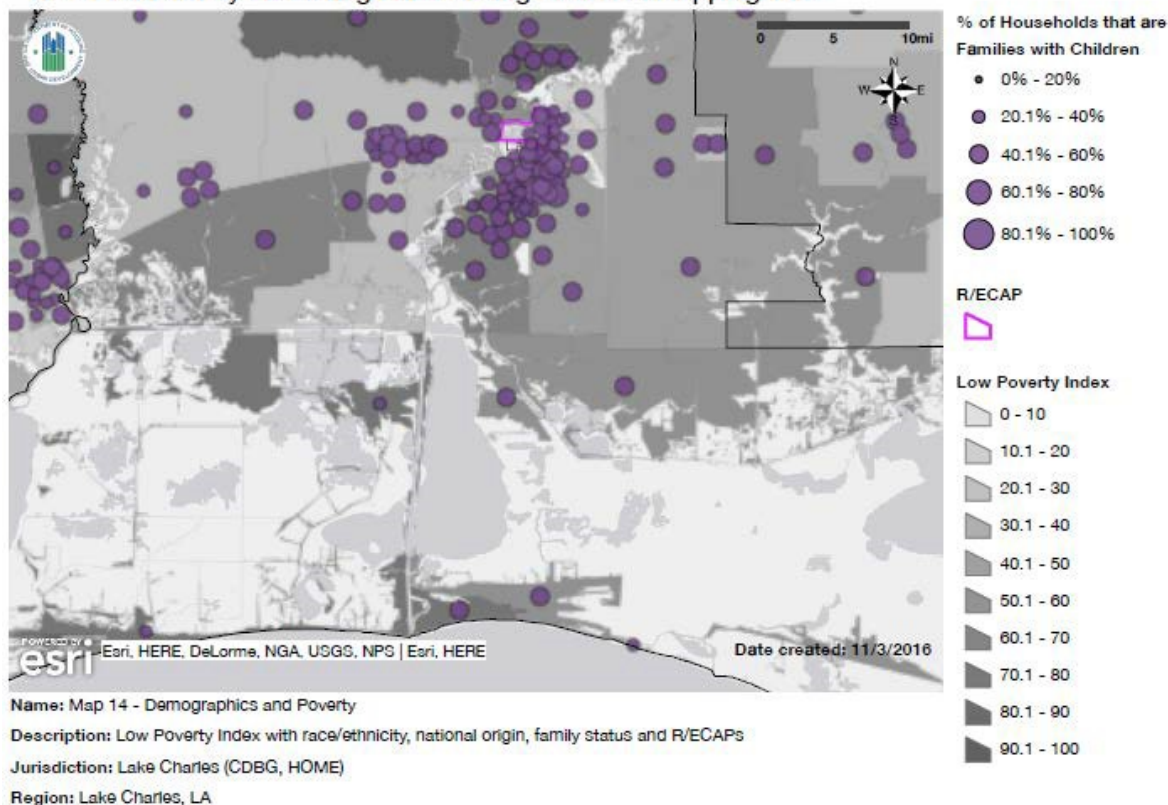 0 5 10mi
N
W E
S
% of Households that are
Families with Children
0% - 20%
20.1% - 40%
40.1% - 60%
60.1% - 80%
80.1% - 100%
R/ECAP
Low Poverty Index
0 - 10
10.1 - 20
20.1 - 30
30.1 - 40
40.1 - 50
50.1 - 60
60.1 - 70
70.1 - 80
80.1 - 90
90.1 - 100
POWERED BY
esri
Esri, HERE, DeLorme, NGA, USGS, NPS | Esri, HERE
Date created: 11/3/2016
Name: Map 14 - Demographics and Poverty
Description: Low Poverty Index with race/ethnicity, national origin, family status and R/ECAPs
Jurisdiction: Lake Charles (CDBG, HOME)
Region: Lake Charles, LA